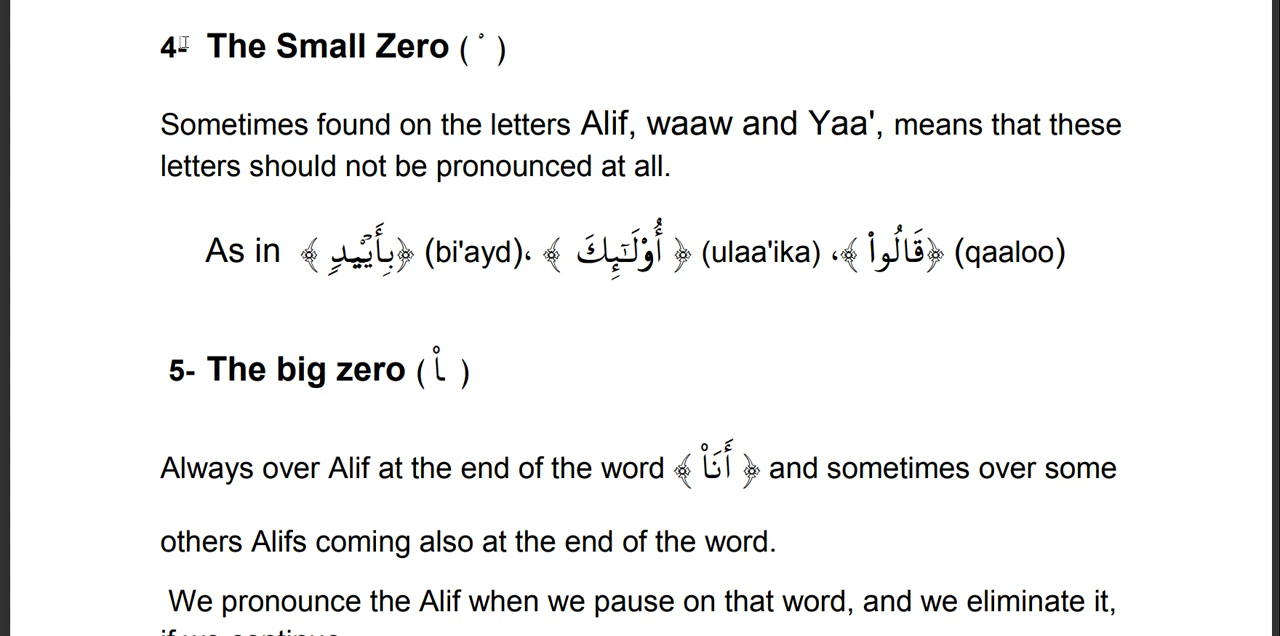 4- The Small Zero ( ْ )
Sometimes found on the letters Alif, waaw and Yaa', means that these
letters should not be pronounced at all.
As in ﴿بِأَيۡيْدٖ﴾ (bi'ayd)، ﴿ أُوْلَٰٓئِكَ ﴾ (ulaa'ika) ،﴿قَالُواْ﴾ (qaaloo)
5- The big zero ( اْ )
Always over Alif at the end of the word ﴿ أَنَا۠ ﴾ and sometimes over some
others Alifs coming also at the end of the word.
We pronounce the Alif when we pause on that word, and we eliminate it,
if we continue